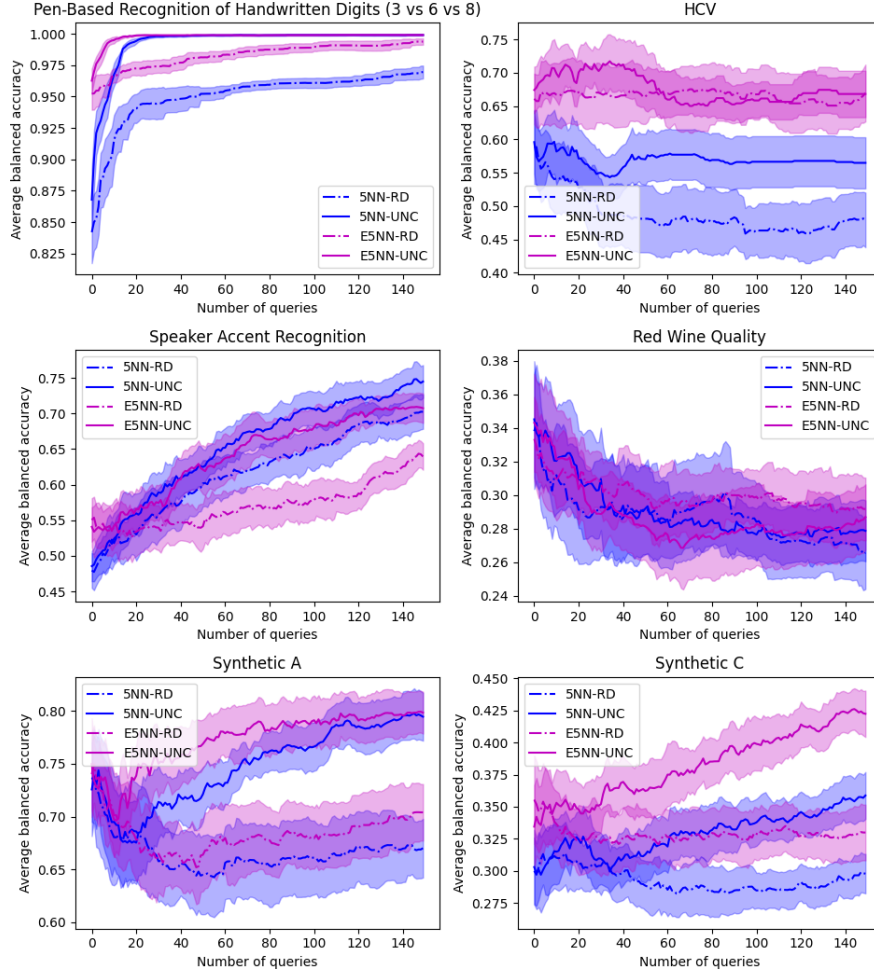 Pen-Based Recognition of Handwritten Digits (3 vs 6 vs 8)
Average balanced accuracy
1.000
0.975
0.950
0.925
0.900
0.875
0.850
0.825
5NN-RD
5NN-UNC
E5NN-RD
E5NN-UNC
0 20 40 60 80 100 120 140
Number of queries
HCV
Average balanced accuracy
0.75
0.70
0.65
0.60
0.55
0.50
0.45
0.40
5NN-RD
5NN-UNC
E5NN-RD
E5NN-UNC
0 20 40 60 80 100 120 140
Number of queries
Speaker Accent Recognition
Average balanced accuracy
0.75
0.70
0.65
0.60
0.55
0.50
0.45
5NN-RD
5NN-UNC
E5NN-RD
E5NN-UNC
0 20 40 60 80 100 120 140
Number of queries
Red Wine Quality
Average balanced accuracy
0.38
0.36
0.34
0.32
0.30
0.28
0.26
0.24
5NN-RD
5NN-UNC
E5NN-RD
E5NN-UNC
0 20 40 60 80 100 120 140
Number of queries
Synthetic A
Average balanced accuracy
0.80
0.75
0.70
0.65
0.60
5NN-RD
5NN-UNC
E5NN-RD
E5NN-UNC
0 20 40 60 80 100 120 140
Number of queries
Synthetic C
Average balanced accuracy
0.450
0.425
0.400
0.375
0.350
0.325
0.300
0.275
5NN-RD
5NN-UNC
E5NN-RD
E5NN-UNC
0 20 40 60 80 100 120 140
Number of queries